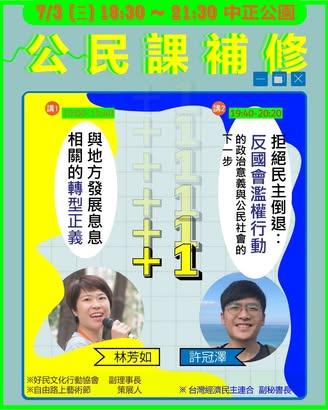 7/3 (三) 18:30 ~ 21:30 中正公園
公民課補修
講1
與地方發展息息
相關的轉型正義
+++++
11111
講2
19:40-20:20
拒絕民主倒退：
反國會濫權行動
的政治意義與公民社會的
下一步
林芳如
許冠澤
※好民文化行動協會 副理事長
※自由路上藝術節 策展人
※ 台灣經濟民主連合 副秘書長